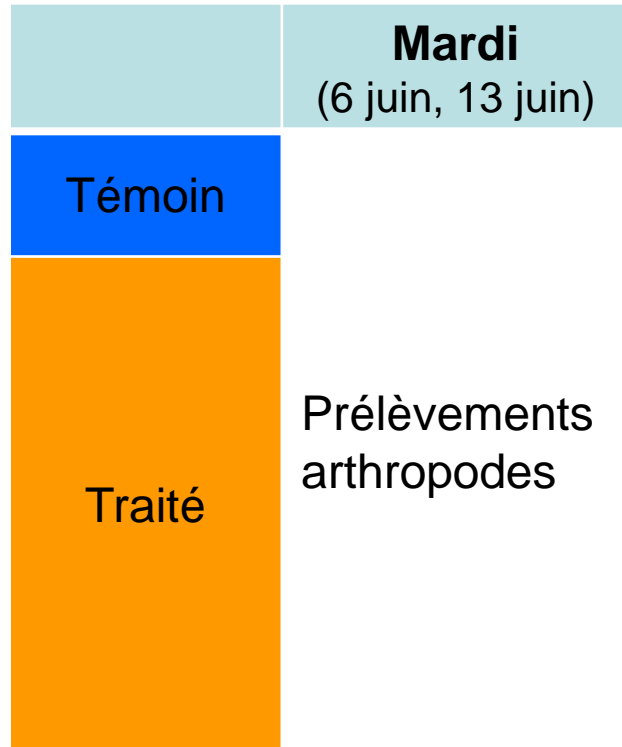 Mardi
(6 juin, 13 juin)
Témoin
Prélèvements
arthropodes
Traité